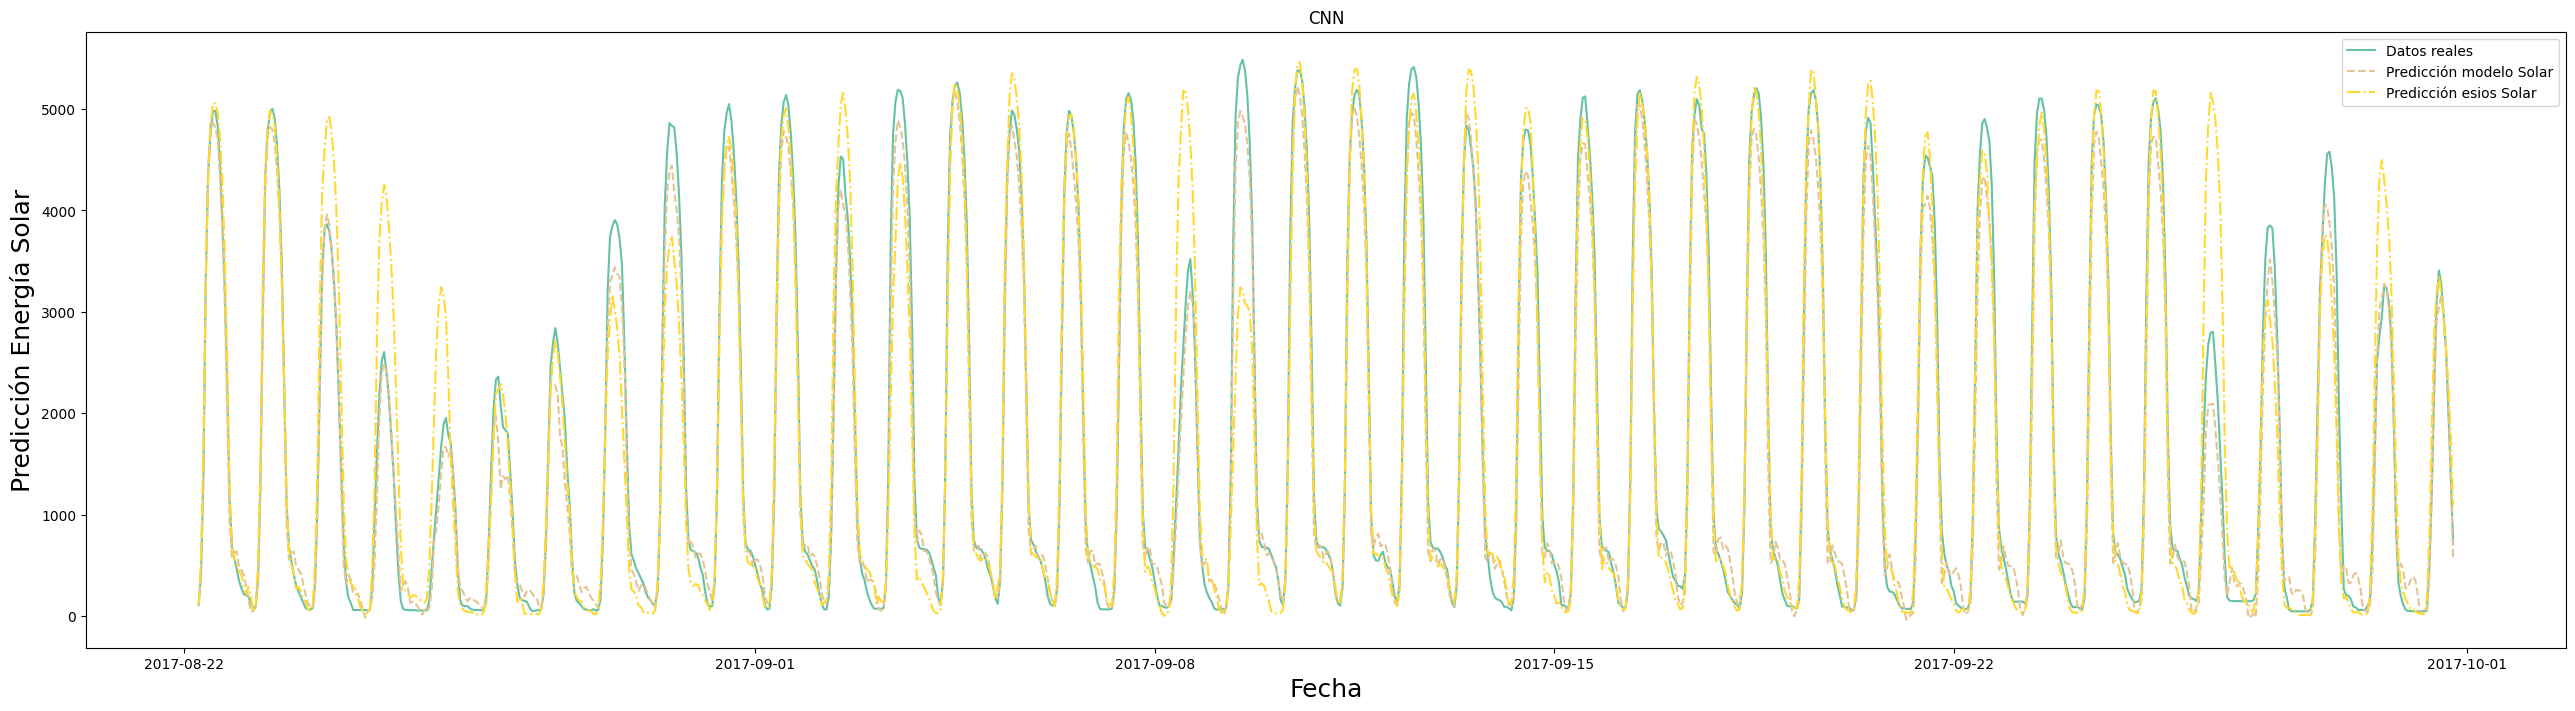 CNN
Datos reales
Predicción modelo Solar
Predicción esios Solar
Predicción Energía Solar
5000
4000
3000
2000
1000
0
2017-08-22
2017-09-01
2017-09-08
2017-09-15
2017-09-22
2017-10-01
Fecha